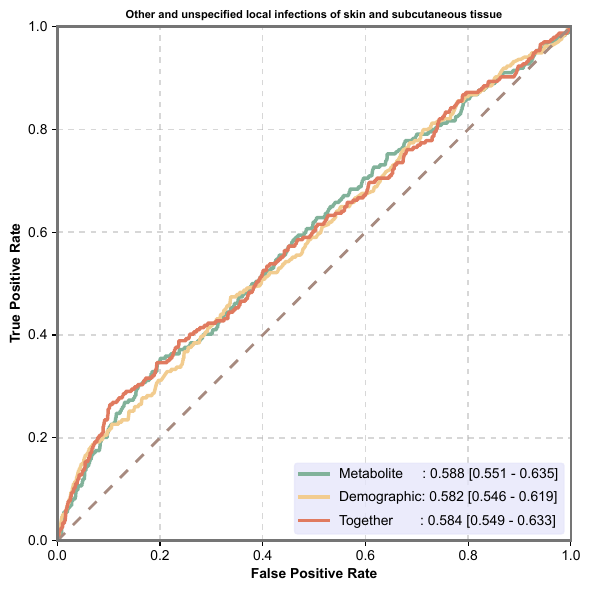 Other and unspecified local infections of skin and subcutaneous tissue
1.0
0.8
0.6
0.4
0.2
0.0
True Positive Rate
Metabolite : 0.588 [0.551 - 0.635]
Demographic: 0.582 [0.546 - 0.619]
Together : 0.584 [0.549 - 0.633]
0.0 0.2 0.4 0.6 0.8 1.0
False Positive Rate